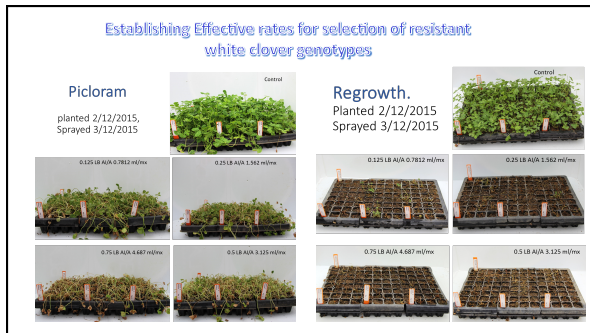 Establishing Effective rates for selection of resistant
white clover genotypes
Picloram
planted 2/12/2015,
Sprayed 3/12/2015
Control
0.125 LB AI/A 0.7812 ml/mx
0.25 LB AI/A 1.562 ml/mx
0.75 LB AI/A 4.687 ml/mx
0.5 LB AI/A 3.125 ml/mx
Regrowth.
Planted 2/12/2015
Sprayed 3/12/2015
Control
0.125 LB AI/A 0.7812 ml/mx
0.25 LB AI/A 1.562 ml/mx
0.75 LB AI/A 4.687 ml/mx
0.5 LB AI/A 3.125 ml/mx